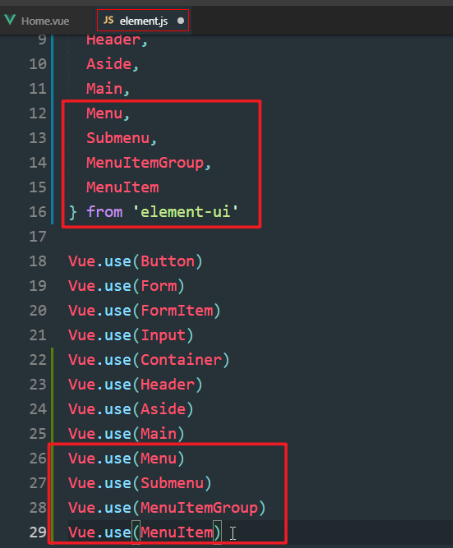 Home.vue JS element.js
9 Header,
10 Aside,
11 Main,
12 Menu,
13 Submenu,
14 MenuItemGroup,
15 MenuItem
16 } from 'element-ui'
17
18 Vue.use(Button)
19 Vue.use(Form)
20 Vue.use(FormItem)
21 Vue.use(Input)
22 Vue.use(Container)
23 Vue.use(Header)
24 Vue.use(Aside)
25 Vue.use(Main)
26 Vue.use(Menu)
27 Vue.use(Submenu)
28 Vue.use(MenuItemGroup)
29 Vue.use(MenuItem)